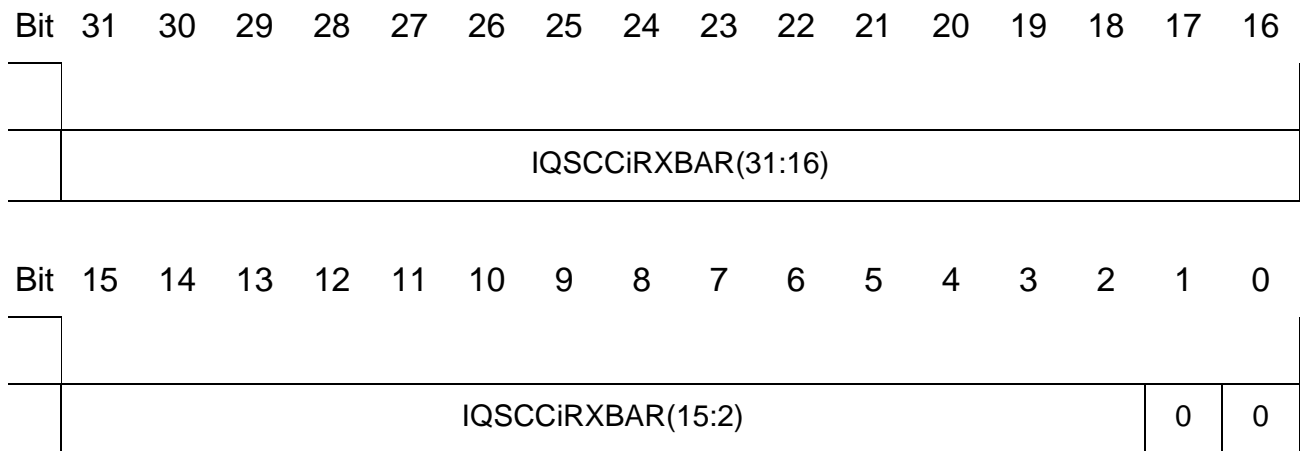 Bit 31 30 29 28 27 26 25 24 23 22 21 20 19 18 17 16
IQSCCiRXBAR(31:16)
Bit 15 14 13 12 11 10 9 8 7 6 5 4 3 2 1 0
IQSCCiRXBAR(15:2) 0 0